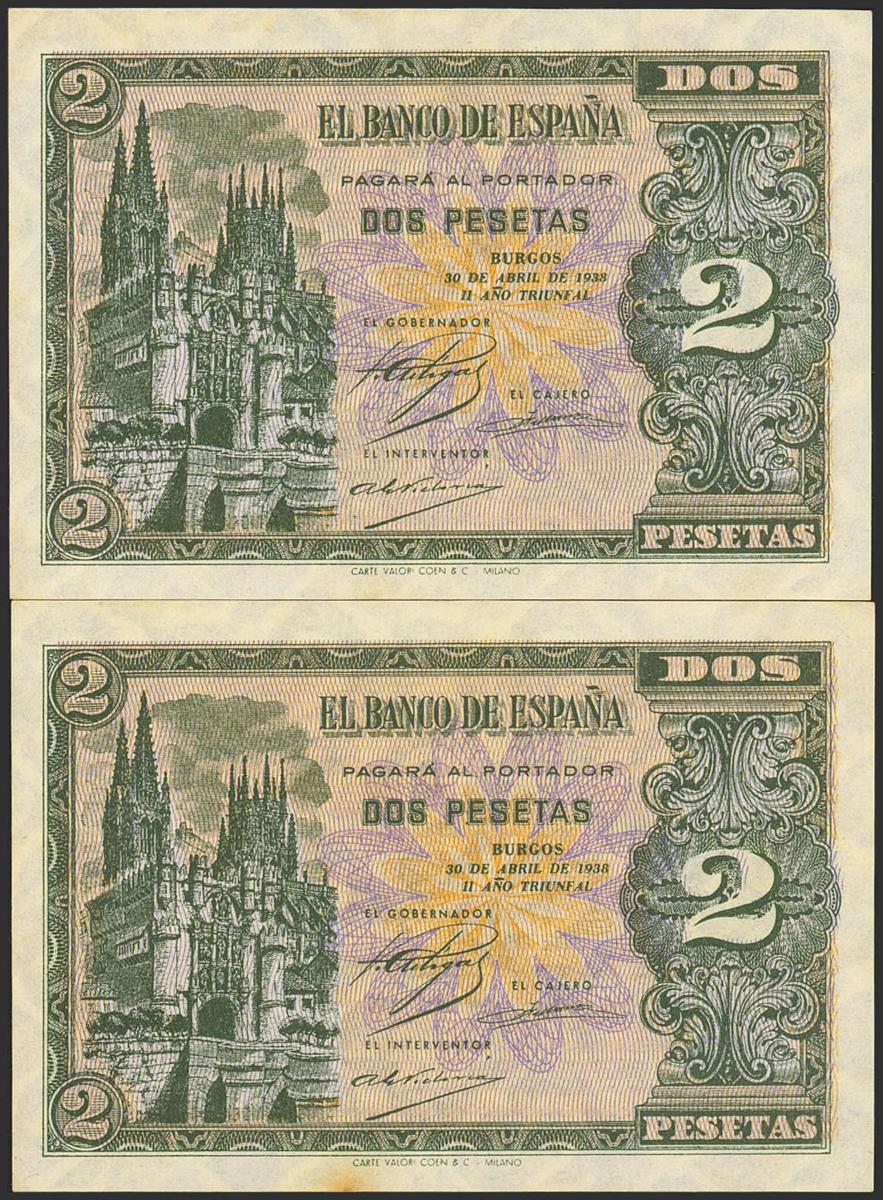 2
DOS
EL BANCO DE ESPAÑA
PAGARÁ AL PORTADOR
DOS PESETAS
BURGOS
30 DE ABRIL DE 1938
II AÑO TRIUNFAL
2
EL GOBERNADOR
EL CAJERO
EL INTERVENTOR
2
PESETAS
CARTE VALORI COEN & C - MILANO
2
DOS
EL BANCO DE ESPAÑA
PAGARÁ AL PORTADOR
DOS PESETAS
BURGOS
30 DE ABRIL DE 1938
II AÑO TRIUNFAL
2
EL GOBERNADOR
EL CAJERO
EL INTERVENTOR
2
PESETAS
CARTE VALORI COEN & C - MILANO